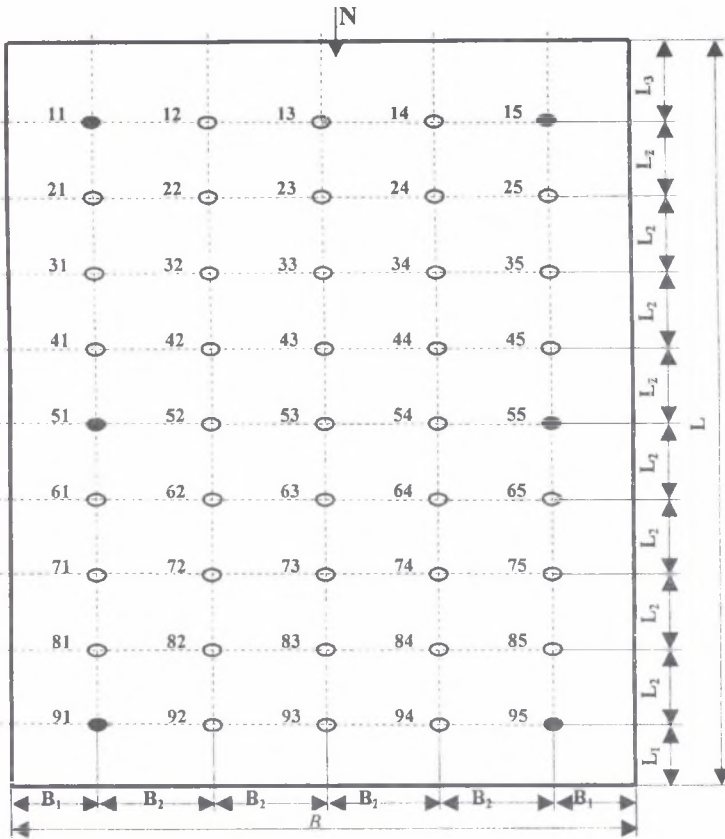 N
L₃
11 12 13 14 15
L₂
21 22 23 24 25
L₂
31 32 33 34 35
L₂
41 42 43 44 45
L₂
L
51 52 53 54 55
L₂
61 62 63 64 65
L₂
71 72 73 74 75
L₂
81 82 83 84 85
L₂
91 92 93 94 95
L₁
B₁ B₂ B₂ B₂ B₂ B₁
B